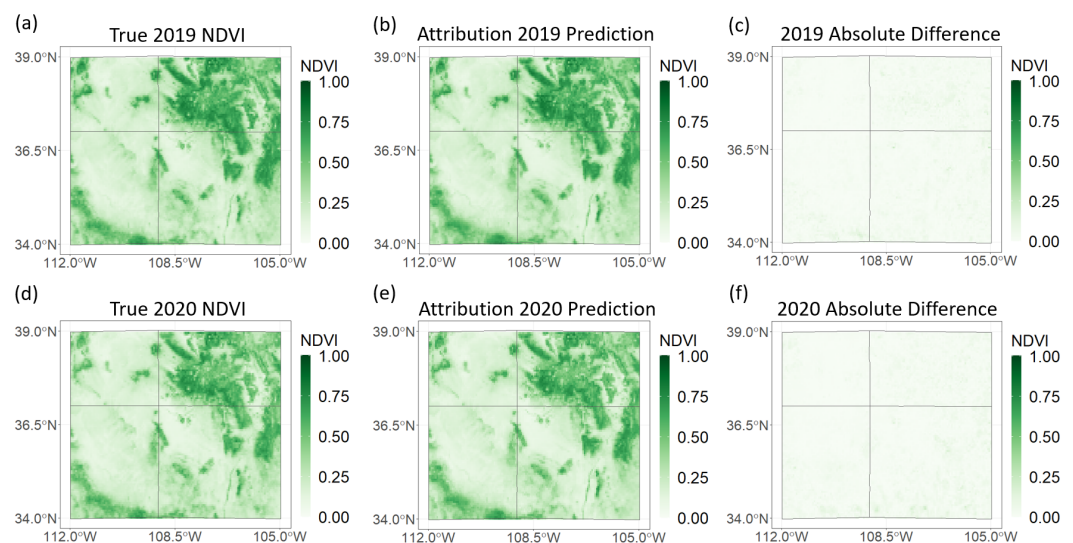 (a)
True 2019 NDVI
39.0°N
36.5°N
34.0°N
112.0°W 108.5°W 105.0°W
NDVI
1.00
0.75
0.50
0.25
0.00
(b)
Attribution 2019 Prediction
39.0°N
36.5°N
34.0°N
112.0°W 108.5°W 105.0°W
NDVI
1.00
0.75
0.50
0.25
0.00
(c)
2019 Absolute Difference
39.0°N
36.5°N
34.0°N
112.0°W 108.5°W 105.0°W
NDVI
1.00
0.75
0.50
0.25
0.00
(d)
True 2020 NDVI
39.0°N
36.5°N
34.0°N
112.0°W 108.5°W 105.0°W
NDVI
1.00
0.75
0.50
0.25
0.00
(e)
Attribution 2020 Prediction
39.0°N
36.5°N
34.0°N
112.0°W 108.5°W 105.0°W
NDVI
1.00
0.75
0.50
0.25
0.00
(f)
2020 Absolute Difference
39.0°N
36.5°N
34.0°N
112.0°W 108.5°W 105.0°W
NDVI
1.00
0.75
0.50
0.25
0.00